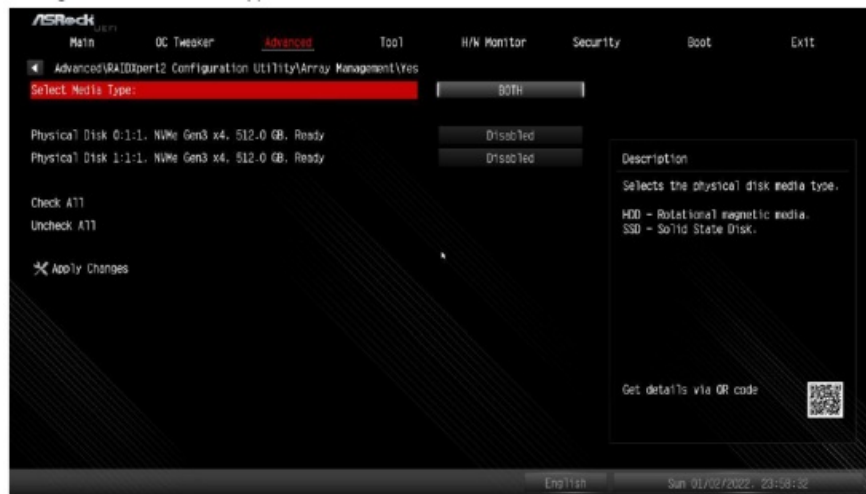 ASRock
UEFI
Main OC Tweaker Advanced Tool H/W Monitor Security Boot Exit
Advanced\RAIDXpert2 Configuration Utility\Array Management\Yes
Select Media Type: BOTH
Physical Disk 0:1:1, NVMe Gen3 x4, 512.0 GB, Ready Disabled
Physical Disk 1:1:1, NVMe Gen3 x4, 512.0 GB, Ready Disabled
Description
Selects the physical disk media type.
Check All
HDD - Rotational magnetic media.
Uncheck All
SSD - Solid State Disk.
Apply Changes
Get details via QR code
English Sun 01/02/2022, 23:58:32